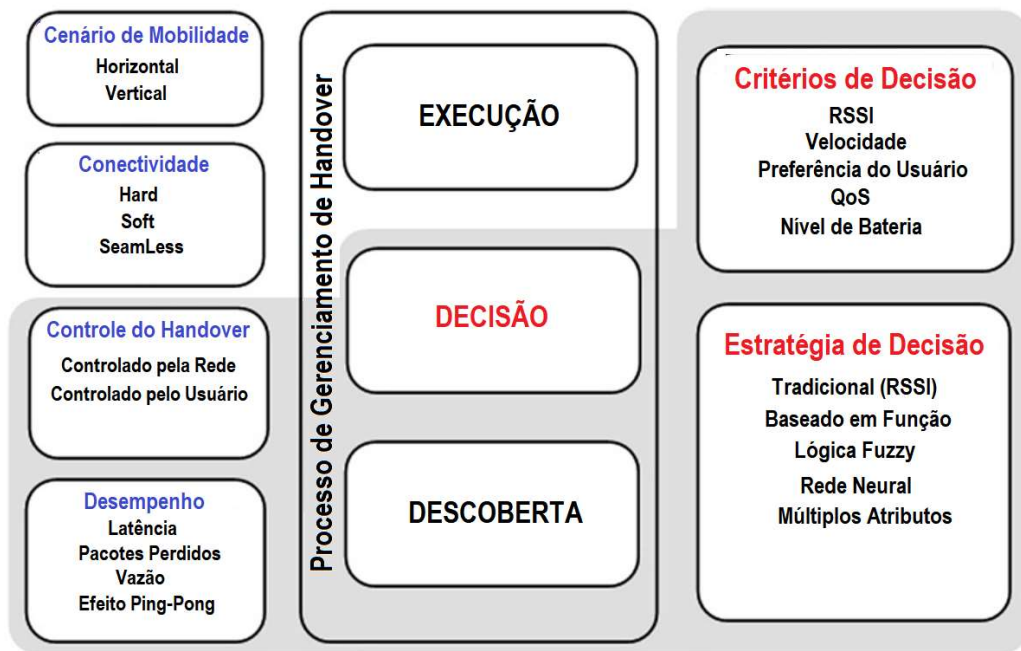 Cenário de Mobilidade
Horizontal
Vertical
Conectividade
Hard
Soft
SeamLess
Controle do Handover
Controlado pela Rede
Controlado pelo Usuário
Desempenho
Latência
Pacotes Perdidos
Vazão
Efeito Ping-Pong
Processo de Gerenciamento de Handover
EXECUÇÃO
DECISÃO
DESCOBERTA
Critérios de Decisão
RSSI
Velocidade
Preferência do Usuário
QoS
Nível de Bateria
Estratégia de Decisão
Tradicional (RSSI)
Baseado em Função
Lógica Fuzzy
Rede Neural
Múltiplos Atributos